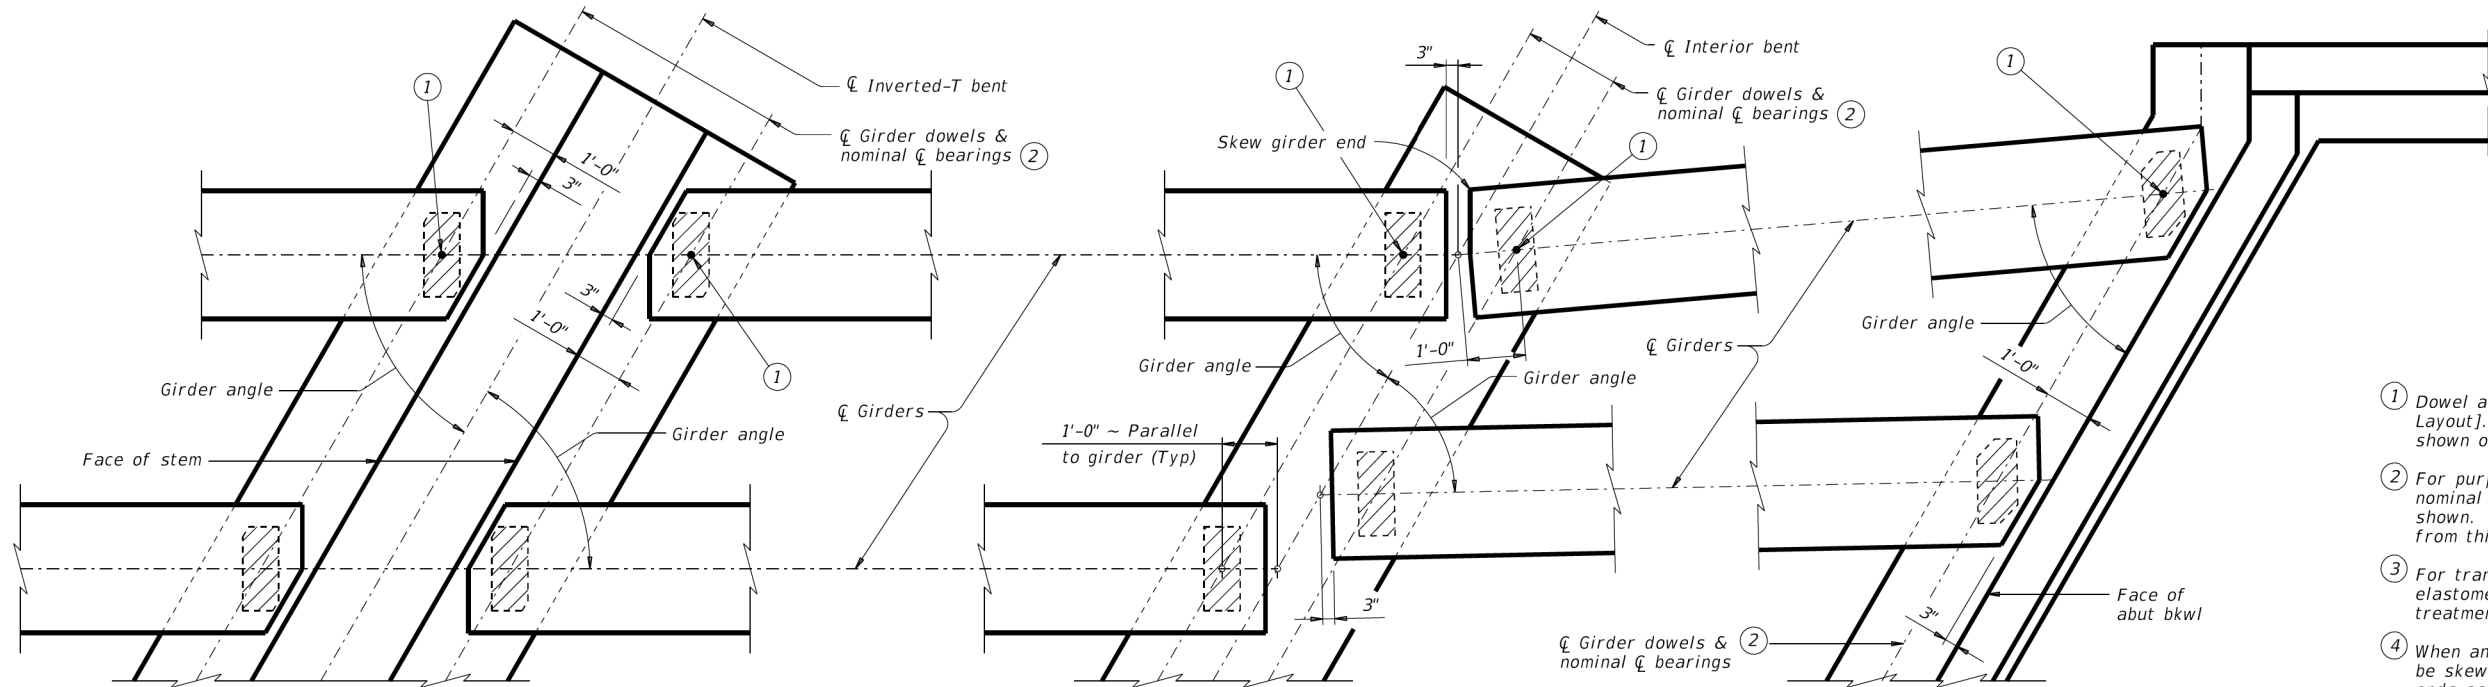 1
℄ Inverted-T bent
℄ Girder dowels &
nominal ℄ bearings 2
1'-0"
3"
3"
1'-0"
1
Girder angle
Girder angle
Face of stem
℄ Girders
3"
1
℄ Interior bent
℄ Girder dowels &
nominal ℄ bearings 2
Skew girder end
1
1'-0"
Girder angle
Girder angle
1'-0" ~ Parallel
to girder (Typ)
3"
℄ Girders
1
Girder angle
1'-0"
Face of
abut bkwl
3"
℄ Girder dowels &
nominal ℄ bearings
2
1 Dowel a
Layout].
shown o
2 For pur
nominal
shown.
from thi
3 For tran
elastome
treatmen
4 When an
be skew